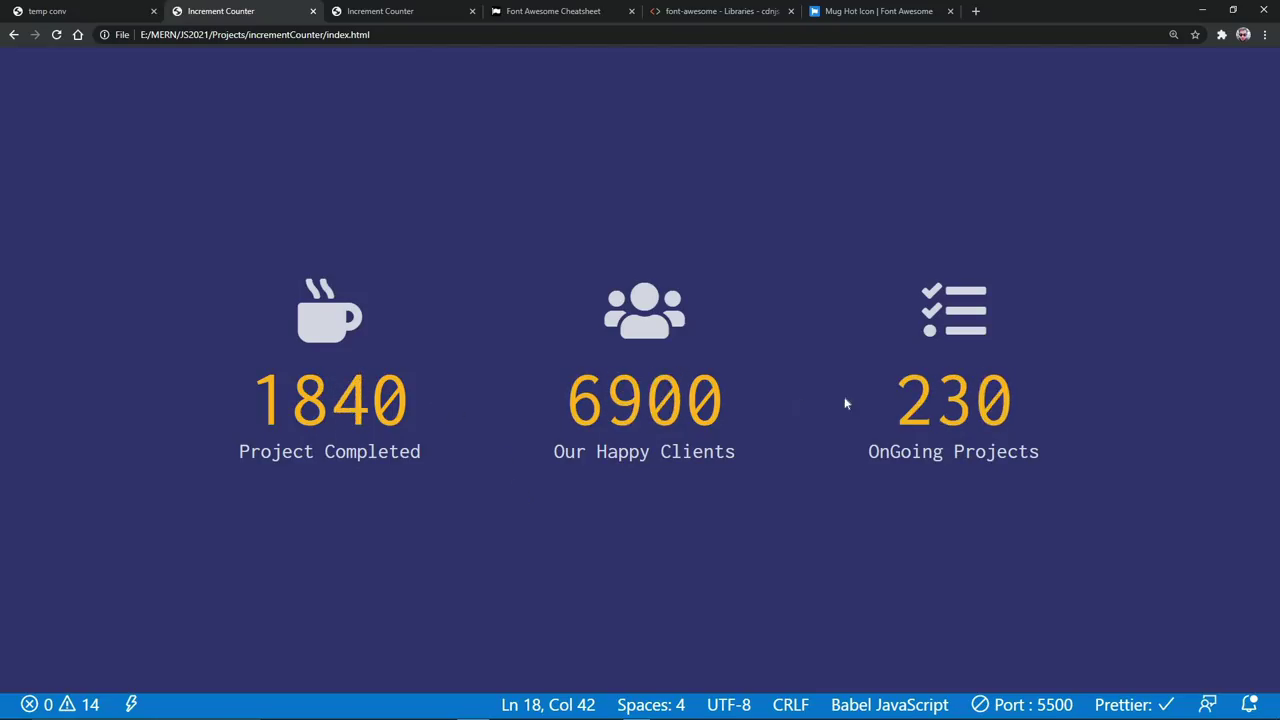 temp conv
Increment Counter
Increment Counter
Font Awesome Cheatsheet
font-awesome - Libraries - cdnjs
Mug Hot Icon | Font Awesome
File E:/MERN/JS2021/Projects/incrementCounter/index.html
1840
6900
230
Project Completed
Our Happy Clients
OnGoing Projects
0 14 Ln 18, Col 42 Spaces: 4 UTF-8 CRLF Babel JavaScript Port : 5500 Prettier: ✓